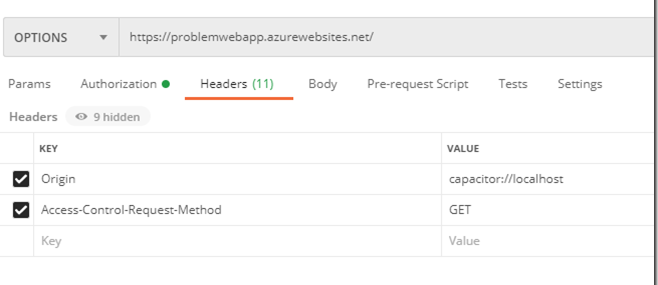 OPTIONS https://problemwebapp.azurewebsites.net/
Params Authorization Headers (11) Body Pre-request Script Tests Settings
Headers 9 hidden
KEY VALUE
Origin capacitor://localhost
Access-Control-Request-Method GET
Key Value